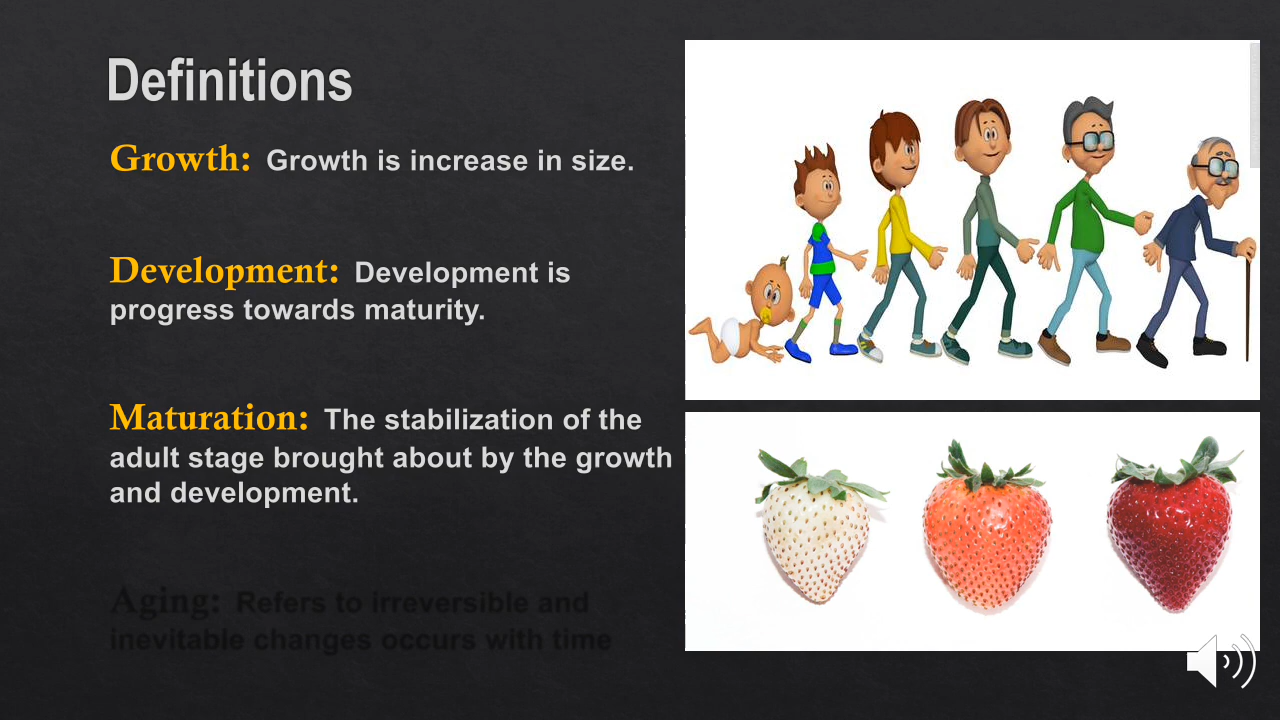 Definitions
Growth: Growth is increase in size.
Development: Development is
progress towards maturity.
Maturation: The stabilization of the
adult stage brought about by the growth
and development.
Aging: Refers to irreversible and
inevitable changes occurs with time